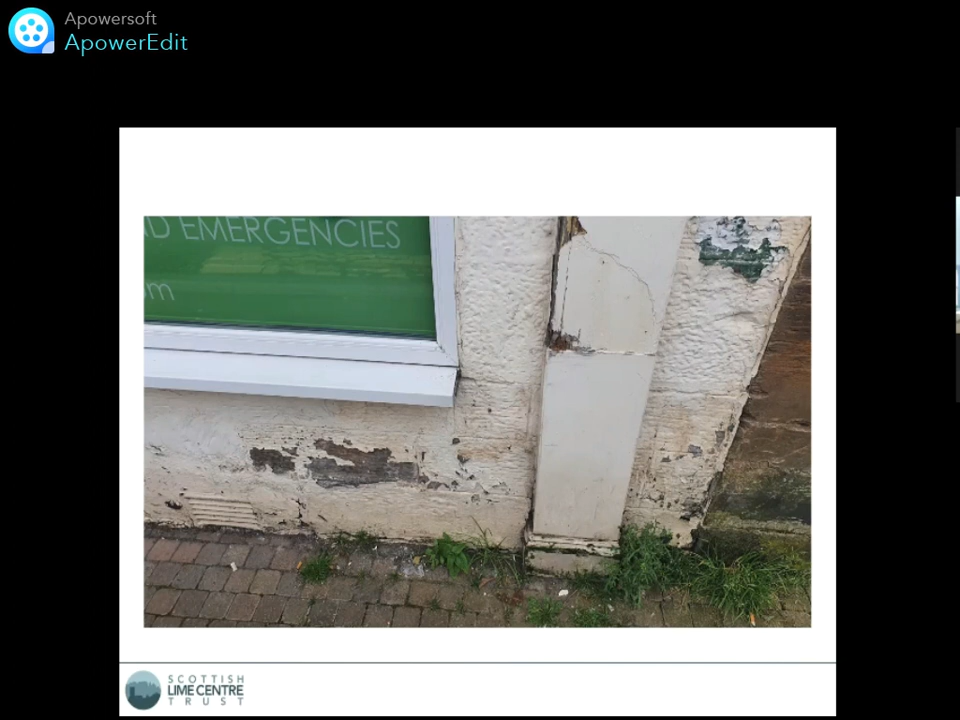 Apowersoft
ApowerEdit
EMERGENCIES
SCOTTISH
LIME CENTRE
TRUST